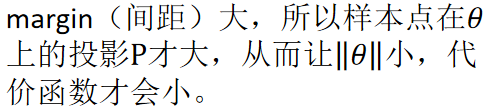 margin（间距）大，所以样本点在θ
上的投影P才大，从而让‖θ‖小，代
价函数才会小。